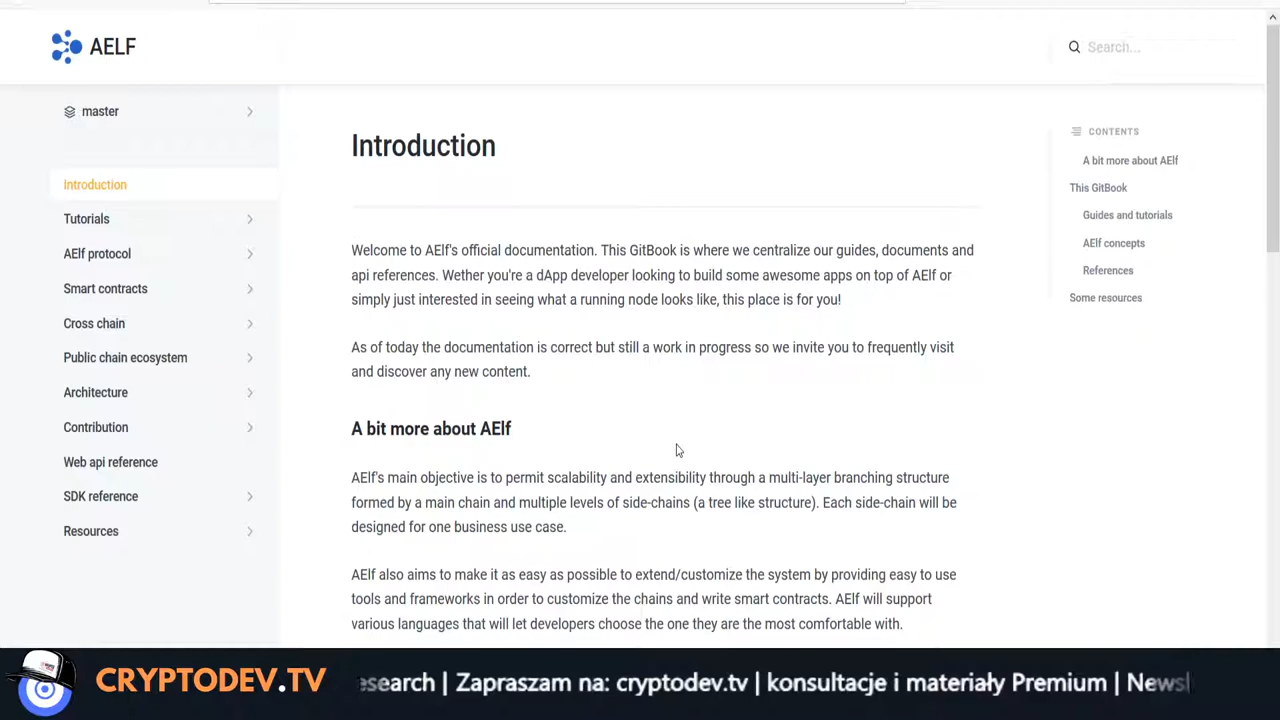 AELF
Search...
master
Introduction
Tutorials
AElf protocol
Smart contracts
Cross chain
Public chain ecosystem
Architecture
Contribution
Web api reference
SDK reference
Resources
Introduction
Welcome to AElf's official documentation. This GitBook is where we centralize our guides, documents and
api references. Wether you're a dApp developer looking to build some awesome apps on top of AElf or
simply just interested in seeing what a running node looks like, this place is for you!
As of today the documentation is correct but still a work in progress so we invite you to frequently visit
and discover any new content.
A bit more about AElf
AElf's main objective is to permit scalability and extensibility through a multi-layer branching structure
formed by a main chain and multiple levels of side-chains (a tree like structure). Each side-chain will be
designed for one business use case.
AElf also aims to make it as easy as possible to extend/customize the system by providing easy to use
tools and frameworks in order to customize the chains and write smart contracts. AElf will support
various languages that will let developers choose the one they are the most comfortable with.
CONTENTS
A bit more about AElf
This GitBook
Guides and tutorials
AElf concepts
References
Some resources
CRYPTODEV.TV
esearch | Zapraszam na: cryptodev.tv | konsultacje i materiały Premium | Newsl